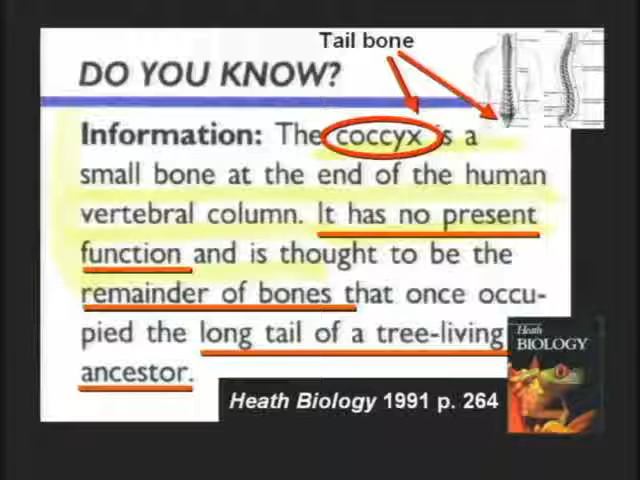 Tail bone
DO YOU KNOW?
Information: The coccyx is a
small bone at the end of the human
vertebral column. It has no present
function and is thought to be the
remainder of bones that once occu-
pied the long tail of a tree-living
ancestor.
Heath Biology 1991 p. 264
Heath
BIOLOGY